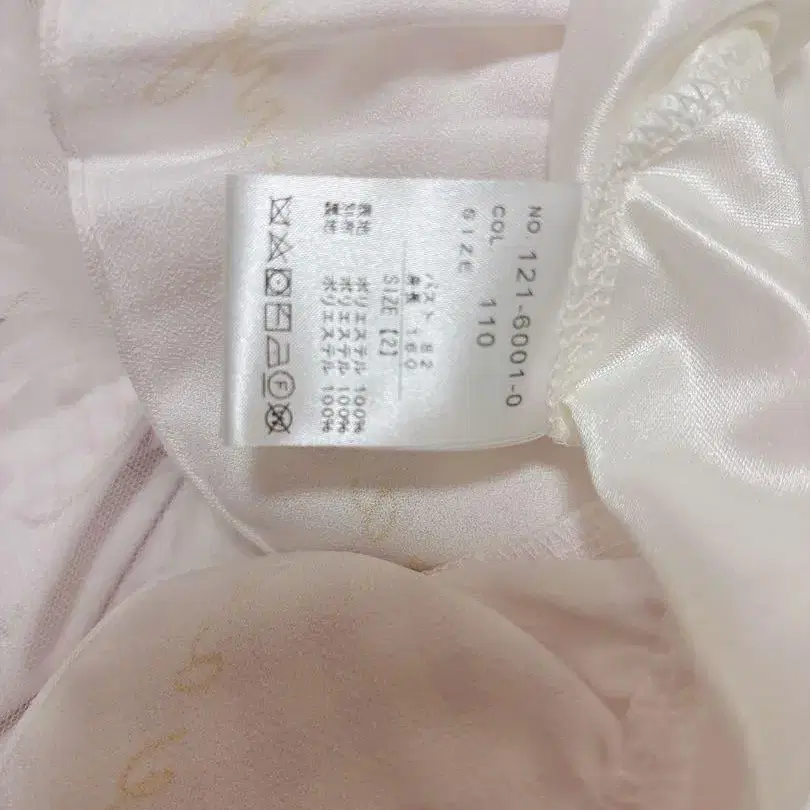 NO. 121-6001-0
COL 110
SIZE
バスト 82
身長 160
SIZE【2】
表地 ポリエステル 100%
別布 ポリエステル 100%
裏地 ポリエステル 100%
F